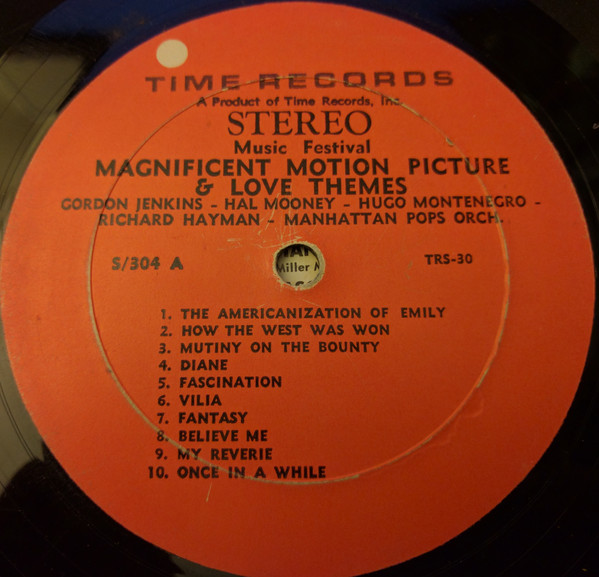 TIME RECORDS
A Product of Time Records, Inc
STEREO
Music Festival
MAGNIFICENT MOTION PICTURE
& LOVE THEMES
GORDON JENKINS - HAL MOONEY - HUGO MONTENEGRO -
RICHARD HAYMAN - MANHATTAN POPS ORCH.
S/304 A
Miller
TRS-30
1. THE AMERICANIZATION OF EMILY
2. HOW THE WEST WAS WON
3. MUTINY ON THE BOUNTY
4. DIANE
5. FASCINATION
6. VILIA
7. FANTASY
8. BELIEVE ME
9. MY REVERIE
10. ONCE IN A WHILE